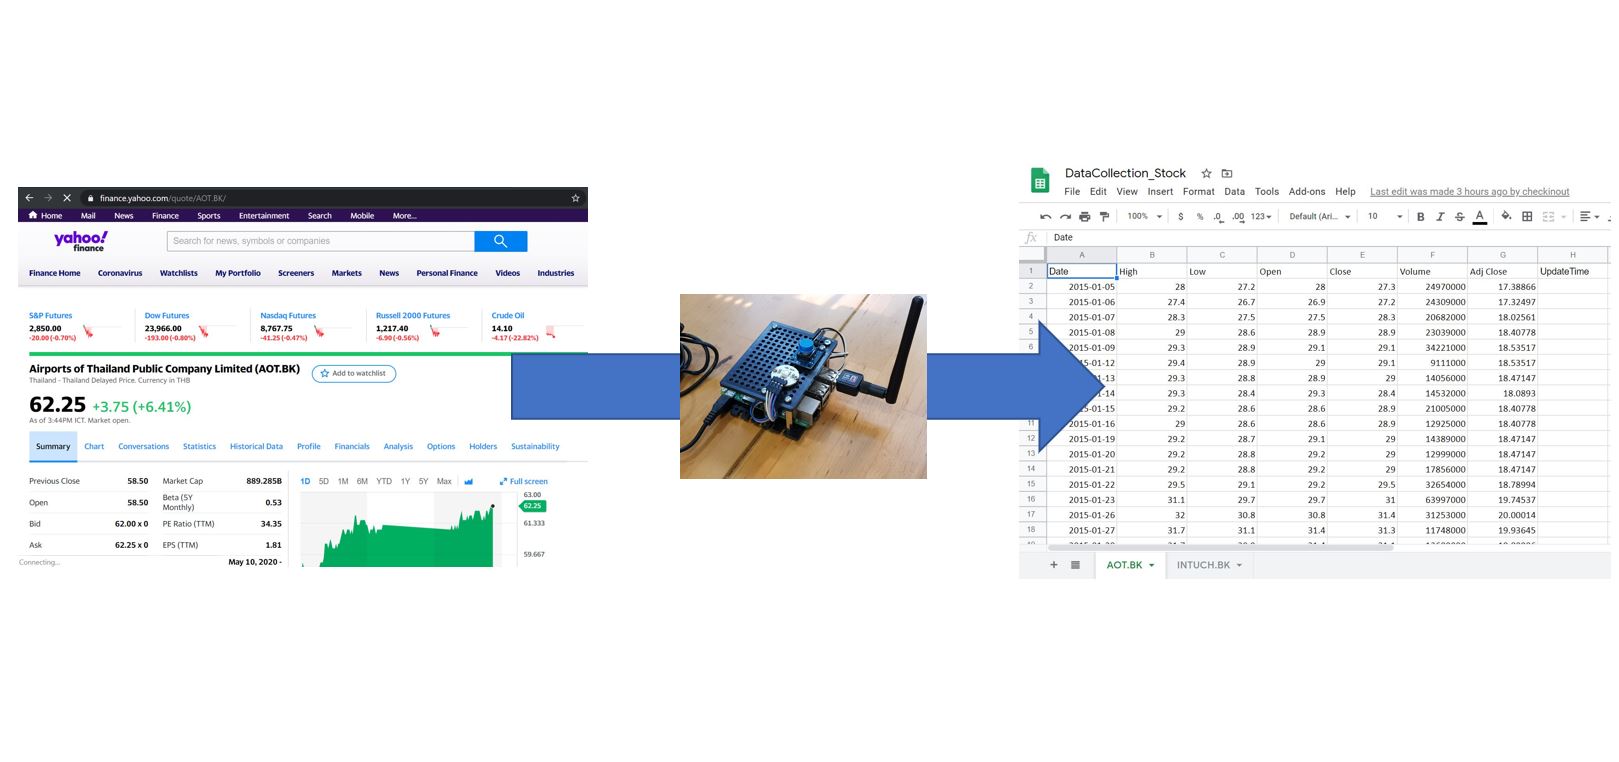 finance.yahoo.com/quote/AOT.BK/
Home Mail News Finance Sports Entertainment Search Mobile More...
yahoo!
finance
Search for news, symbols or companies
Finance Home Coronavirus Watchlists My Portfolio Screeners Markets News Personal Finance Videos Industries
S&P Futures Dow Futures Nasdaq Futures Russell 2000 Futures Crude Oil
2,850.00 23,966.00 8,767.75 1,217.40 14.10
-20.00 (-0.70%) -193.00 (-0.80%) -41.25 (-0.47%) -6.90 (-0.56%) -4.17 (-22.82%)
Airports of Thailand Public Company Limited (AOT.BK)
Add to watchlist
Thailand - Thailand Delayed Price. Currency in THB
62.25 +3.75 (+6.41%)
As of 3:44PM ICT. Market open.
Summary Chart Conversations Statistics Historical Data Profile Financials Analysis Options Holders Sustainability
Previous Close 58.50 Market Cap 889.285B
Open 58.50 Beta (5Y Monthly) 0.53
Bid 62.00 x 0 PE Ratio (TTM) 34.35
Ask 62.25 x 0 EPS (TTM) 1.81
Connecting... May 10, 2020 -
1D 5D 1M 6M YTD 1Y 5Y Max Full screen
63.00
62.25
61.333
59.667
DataCollection_Stock
File Edit View Insert Format Data Tools Add-ons Help Last edit was made 3 hours ago by checkinout
100% $ % .0 .00 123 Default (Ari... 10 B I S A
fx Date
A B C D E F G H
1 Date High Low Open Close Volume Adj Close UpdateTime
2 2015-01-05 28 27.2 28 27.3 24970000 17.38866
3 2015-01-06 27.4 26.7 26.9 27.2 24309000 17.32497
4 2015-01-07 28.3 27.5 27.5 28.3 20682000 18.02561
5 2015-01-08 29 28.6 28.9 28.9 23039000 18.40778
6 2015-01-09 29.3 28.9 29.1 29.1 34221000 18.53517
2015-01-12 29.4 28.9 29 29.1 9111000 18.53517
-13 29.3 28.8 28.9 29 14056000 18.47147
-14 29.3 28.4 29.3 28.4 14532000 18.0893
-15 29.2 28.6 28.6 28.9 21005000 18.40778
11 2015-01-16 29 28.6 28.6 28.9 12925000 18.40778
12 2015-01-19 29.2 28.7 29.1 29 14389000 18.47147
13 2015-01-20 29.2 28.8 28.8 29 12999000 18.47147
14 2015-01-21 29.2 28.8 29.2 29 17856000 18.47147
15 2015-01-22 29.5 29.1 29.2 29.5 32654000 18.78994
16 2015-01-23 31.1 29.7 29.7 31 63997000 19.74537
17 2015-01-26 32 30.8 30.8 31.4 31253000 20.00014
18 2015-01-27 31.7 31.1 31.4 31.3 11748000 19.93645
AOT.BK INTUCH.BK